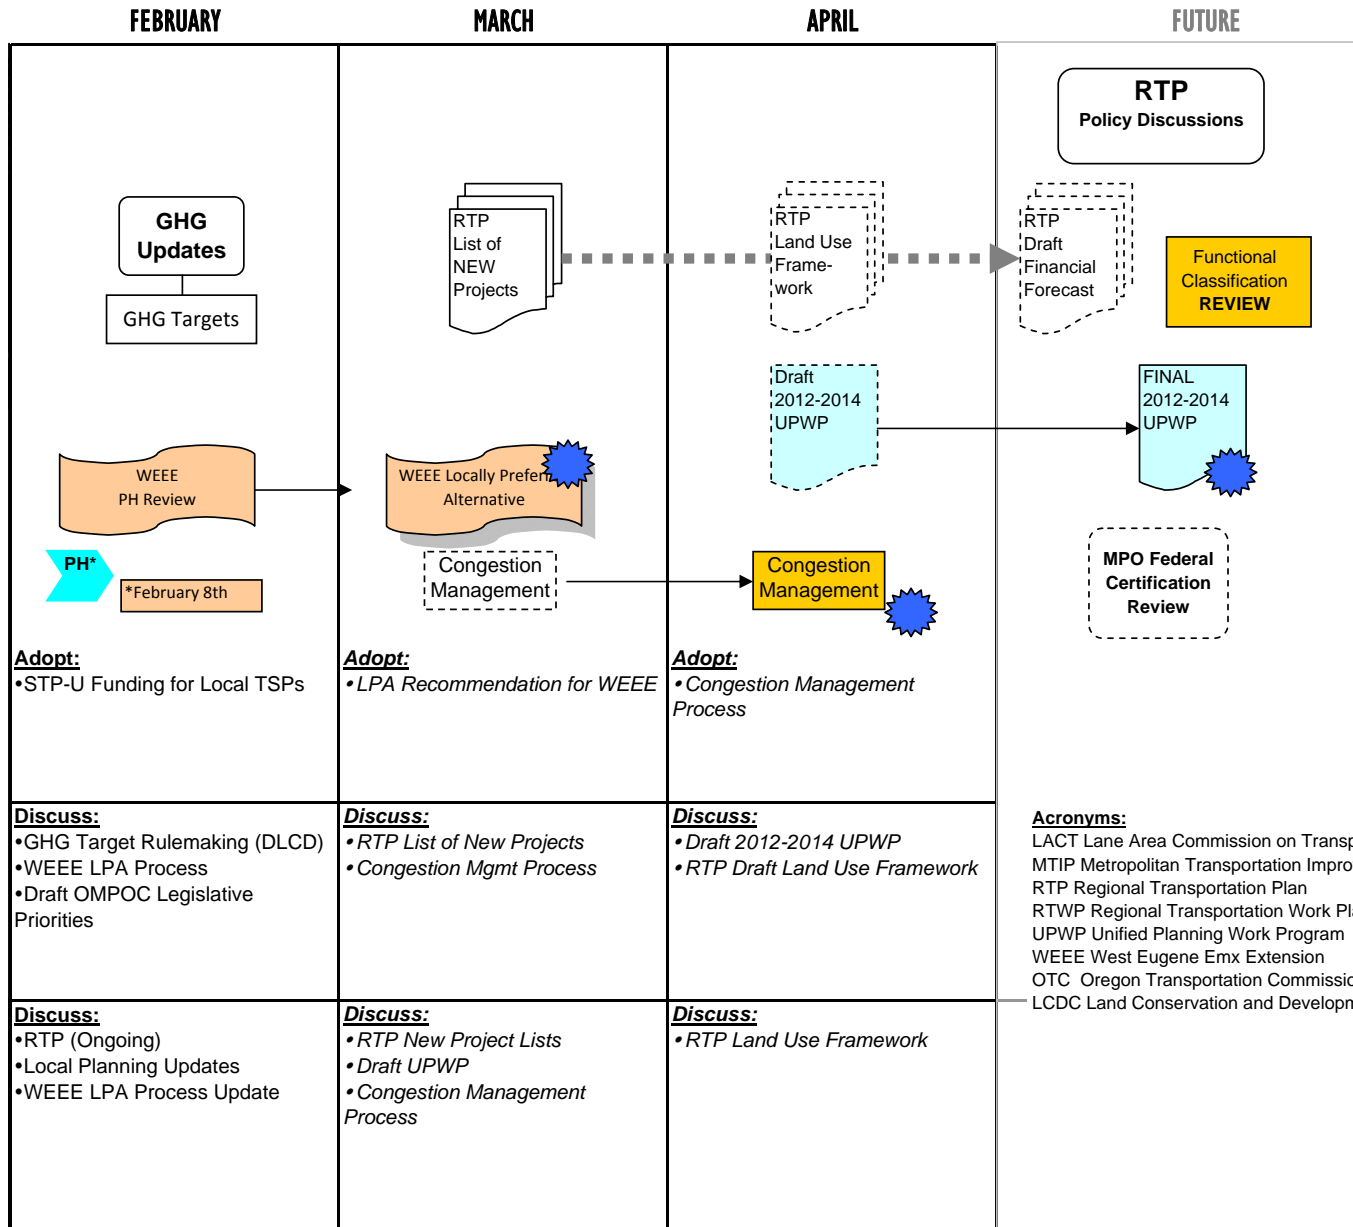 FEBRUARY
MARCH
APRIL
FUTURE
RTP
Policy Discussions
GHG
Updates
GHG Targets
RTP
List of
NEW
Projects
RTP
Land Use
Frame-
work
RTP
Draft
Financial
Forecast
Functional
Classification
REVIEW
Draft
2012-2014
UPWP
FINAL
2012-2014
UPWP
WEEE
PH Review
WEEE Locally
Alternative
PH*
*February 8th
Congestion
Management
Congestion
Management
MPO Federal
Certification
Review
Adopt:
•STP-U Funding for Local TSPs
Adopt:
•LPA Recommendation for WEEE
Adopt:
•Congestion Management
Process
Discuss:
•GHG Target Rulemaking (DLCD)
•WEEE LPA Process
•Draft OMPOC Legislative
Priorities
Discuss:
•RTP List of New Projects
•Congestion Mgmt Process
Discuss:
•Draft 2012-2014 UPWP
•RTP Draft Land Use Framework
Acronyms:
LACT Lane Area Commission on
MTIP Metropolitan Transportation
RTP Regional Transportation Plan
RTWP Regional Transportation Work
UPWP Unified Planning Work Program
WEEE West Eugene Emx Extension
OTC Oregon Transportation
LCDC Land Conservation and
Discuss:
•RTP (Ongoing)
•Local Planning Updates
•WEEE LPA Process Update
Discuss:
•RTP New Project Lists
•Draft UPWP
•Congestion Management
Process
Discuss:
•RTP Land Use Framework